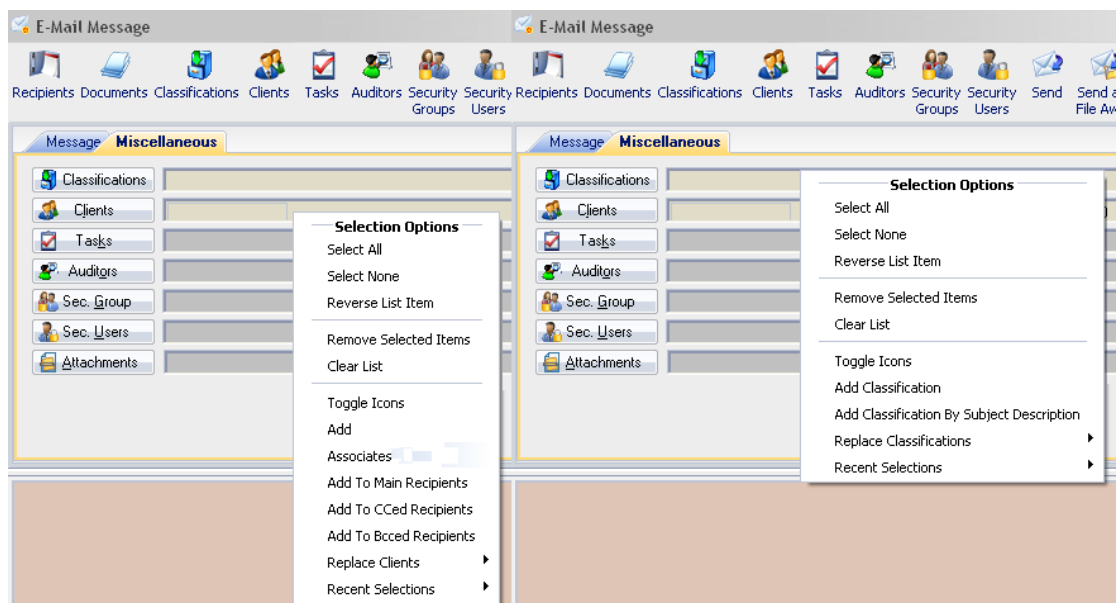 E-Mail Message
Recipients Documents Classifications Clients Tasks Auditors Security Groups Security Users
Message Miscellaneous
Classifications
Clients
Tasks
Auditors
Sec. Group
Sec. Users
Attachments
Selection Options
Select All
Select None
Reverse List Item
Remove Selected Items
Clear List
Toggle Icons
Add
Associates
Add To Main Recipients
Add To CCed Recipients
Add To Bcced Recipients
Replace Clients
Recent Selections
E-Mail Message
Recipients Documents Classifications Clients Tasks Auditors Security Groups Security Users Send Send a
File Aw
Message Miscellaneous
Classifications
Clients
Tasks
Auditors
Sec. Group
Sec. Users
Attachments
Selection Options
Select All
Select None
Reverse List Item
Remove Selected Items
Clear List
Toggle Icons
Add Classification
Add Classification By Subject Description
Replace Classifications
Recent Selections